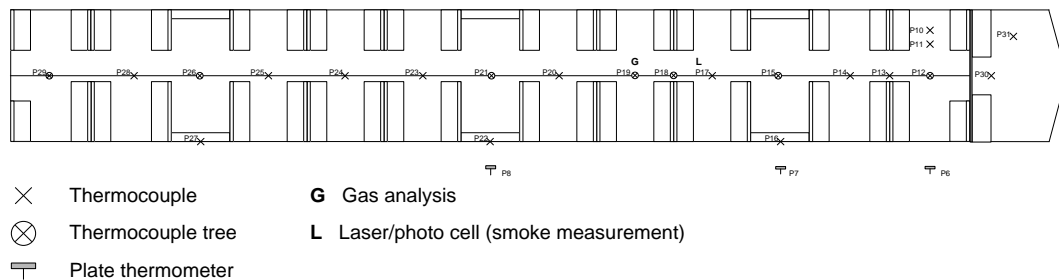 P10
P31
P11
G
L
P29
P28
P26
P25
P24
P23
P21
P20
P19
P18
P17
P15
P14
P13
P12
P30
P27
P22
P16
P8
P7
P6
Thermocouple
G Gas analysis
Thermocouple tree
L Laser/photo cell (smoke measurement)
Plate thermometer